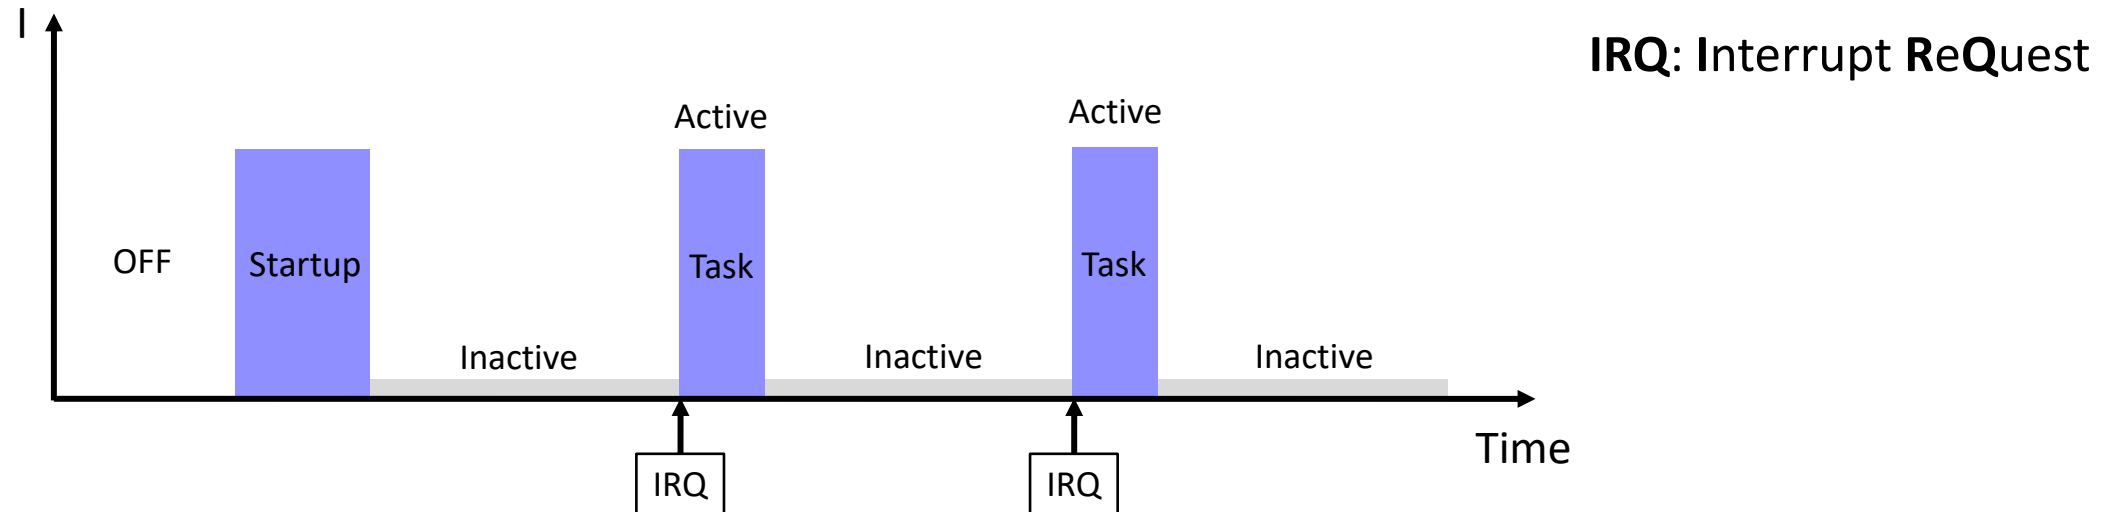 I
IRQ: Interrupt ReQuest
Active
Active
OFF
Startup
Task
Task
Inactive
Inactive
Inactive
Time
IRQ
IRQ